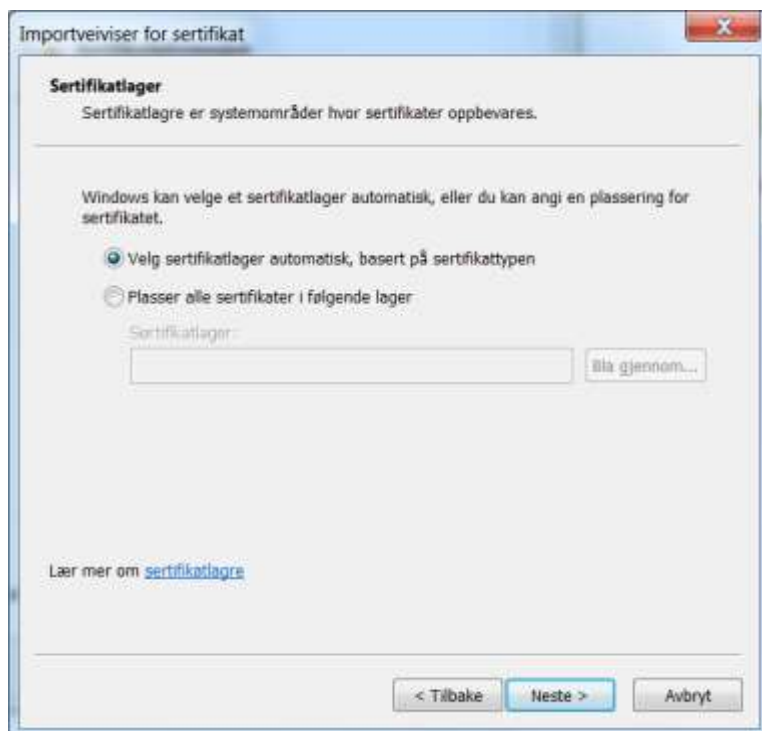 Importveiviser for sertifikat
Sertifikatlager
Sertifikatlagre er systemområder hvor sertifikater oppbevares.
Windows kan velge et sertifikatlager automatisk, eller du kan angi en plassering for
sertifikatet.
Velg sertifikatlager automatisk, basert på sertifikattypen
Plasser alle sertifikater i følgende lager
Sertifikatlager:
Bla gjennom...
Lær mer om sertifikatlagre
< Tilbake
Neste >
Avbryt